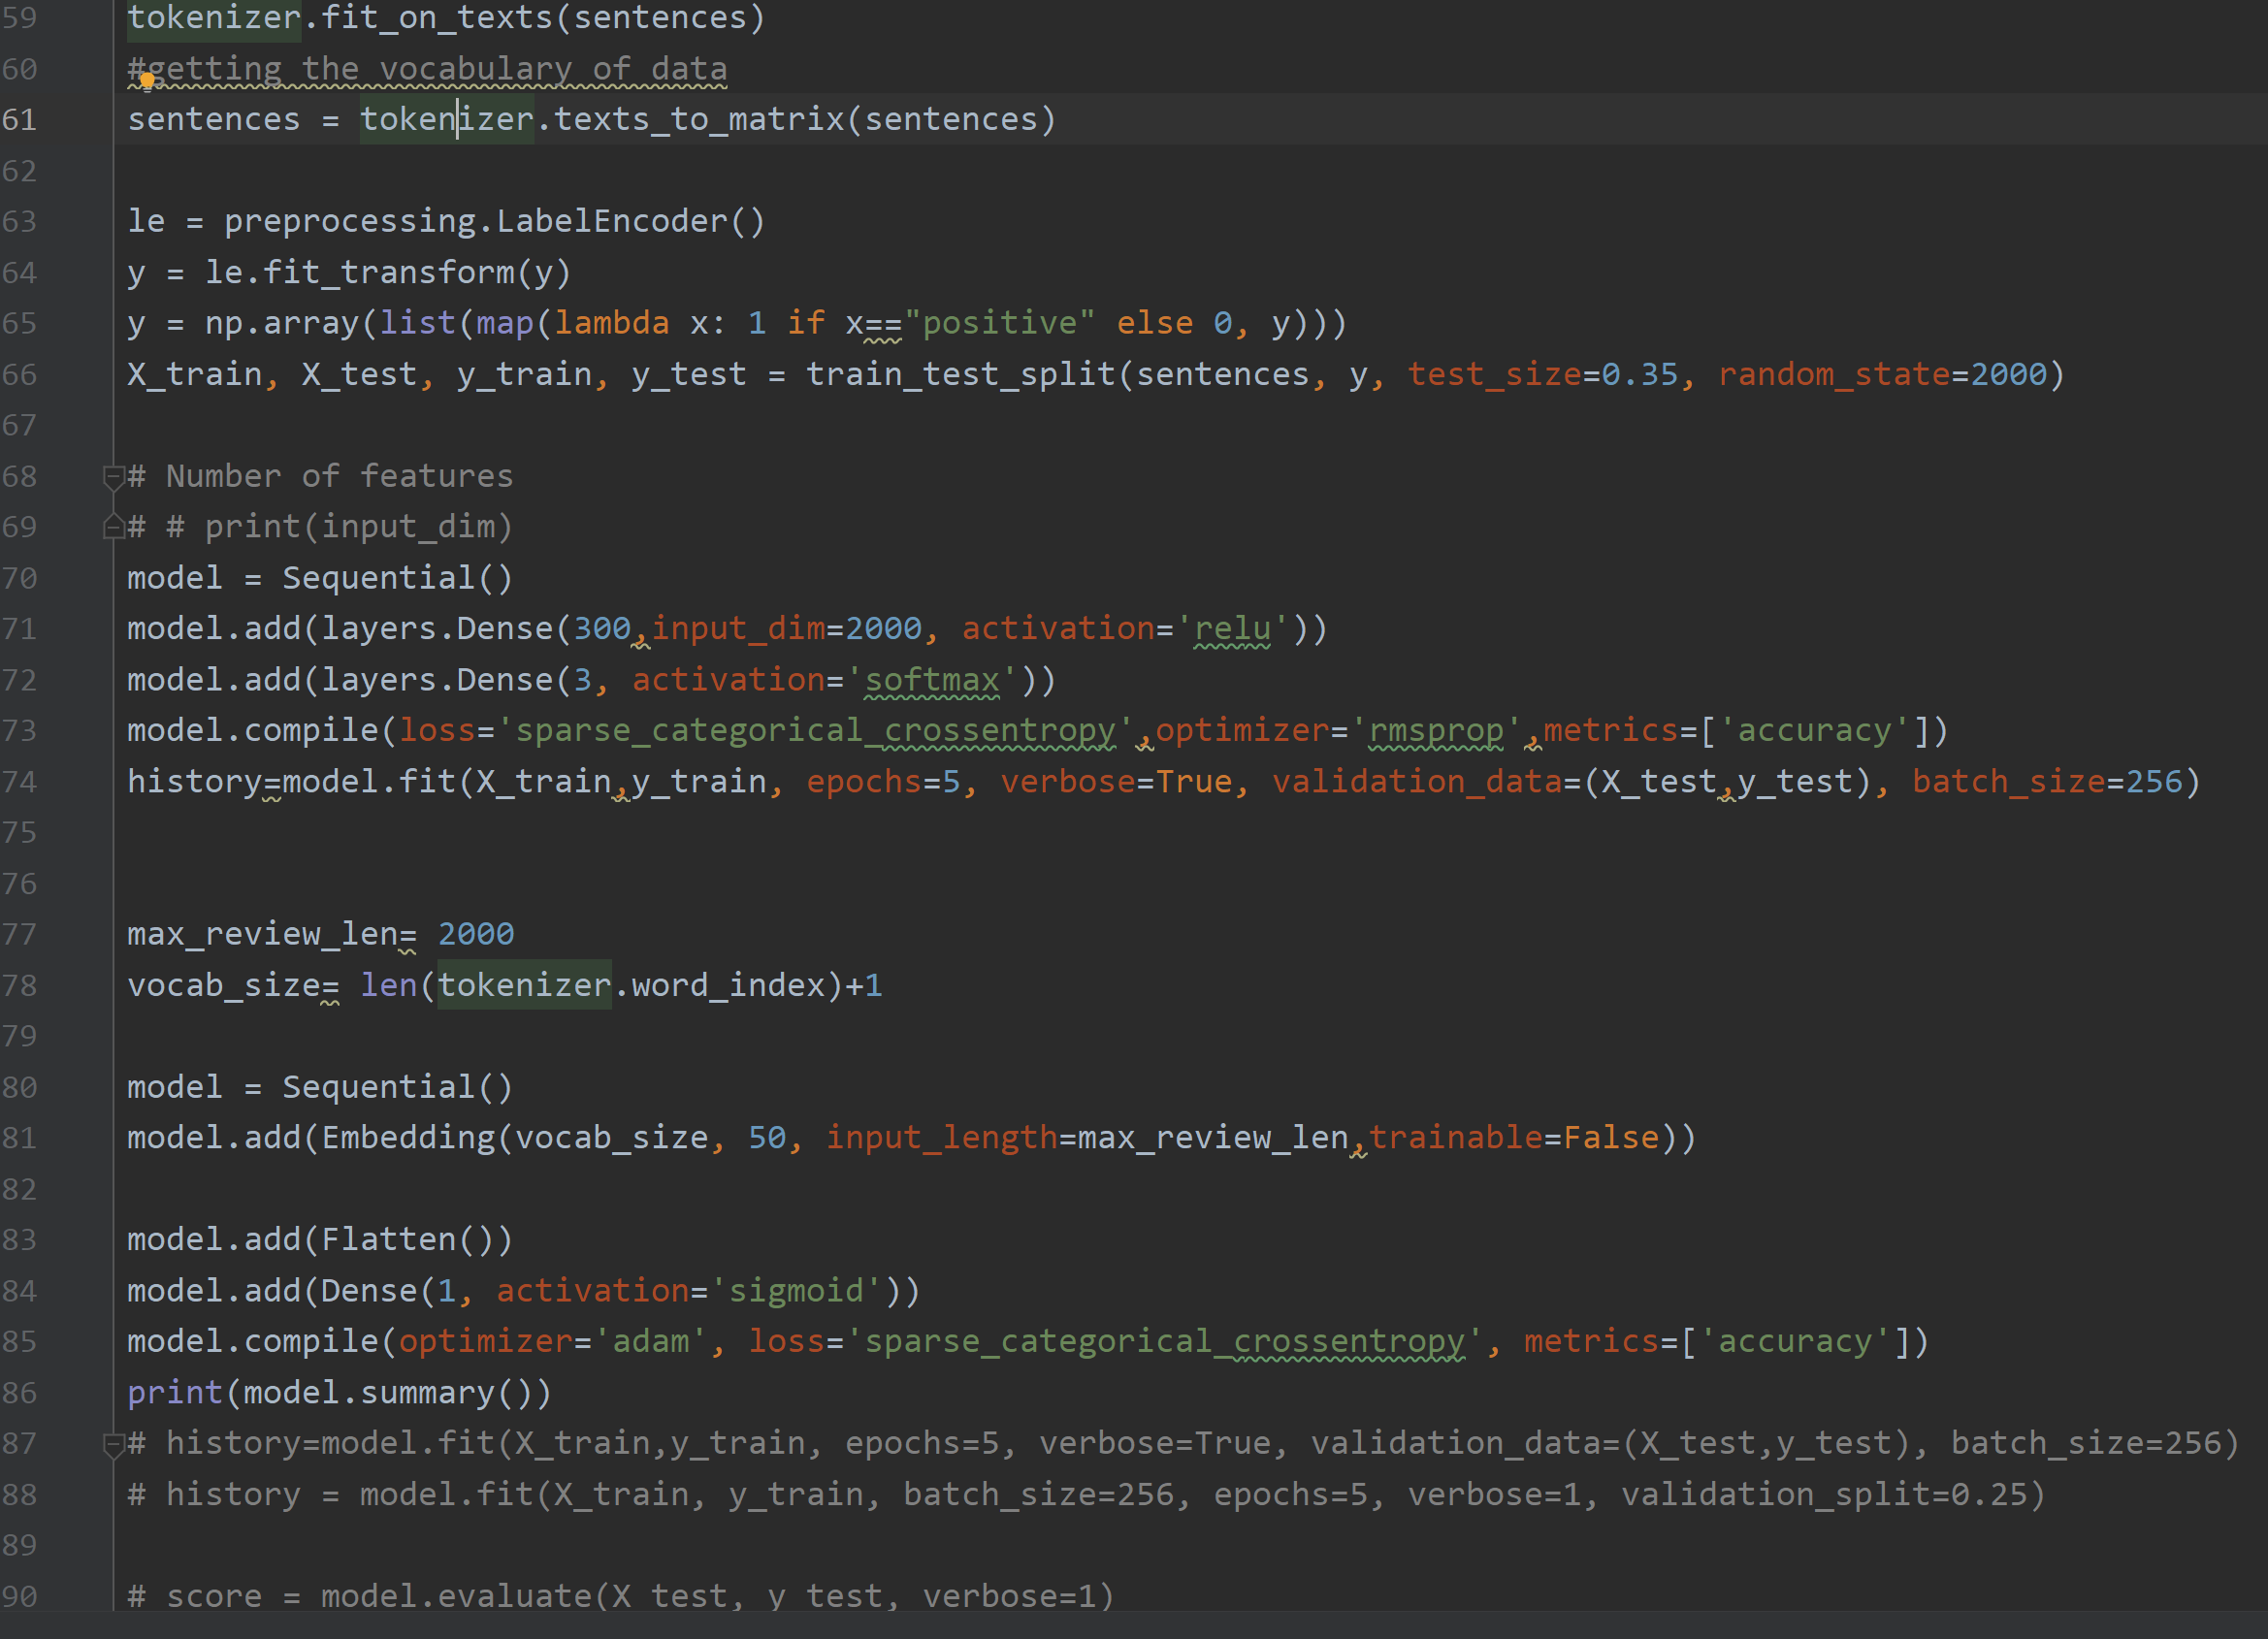 59 tokenizer.fit_on_texts(sentences)
60 #getting the vocabulary of data
61 sentences = tokenizer.texts_to_matrix(sentences)
62
63 le = preprocessing.LabelEncoder()
64 y = le.fit_transform(y)
65 y = np.array(list(map(lambda x: 1 if x=="positive" else 0, y)))
66 X_train, X_test, y_train, y_test = train_test_split(sentences, y, test_size=0.35, random_state=2000)
67
68 # Number of features
69 # # print(input_dim)
70 model = Sequential()
71 model.add(layers.Dense(300,input_dim=2000, activation='relu'))
72 model.add(layers.Dense(3, activation='softmax'))
73 model.compile(loss='sparse_categorical_crossentropy',optimizer='rmsprop',metrics=['accuracy'])
74 history=model.fit(X_train,y_train, epochs=5, verbose=True, validation_data=(X_test,y_test), batch_size=256)
75
76
77 max_review_len= 2000
78 vocab_size= len(tokenizer.word_index)+1
79
80 model = Sequential()
81 model.add(Embedding(vocab_size, 50, input_length=max_review_len,trainable=False))
82
83 model.add(Flatten())
84 model.add(Dense(1, activation='sigmoid'))
85 model.compile(optimizer='adam', loss='sparse_categorical_crossentropy', metrics=['accuracy'])
86 print(model.summary())
87 # history=model.fit(X_train,y_train, epochs=5, verbose=True, validation_data=(X_test,y_test), batch_size=256)
88 # history = model.fit(X_train, y_train, batch_size=256, epochs=5, verbose=1, validation_split=0.25)
89
90 # score = model.evaluate(X_test, y_test, verbose=1)